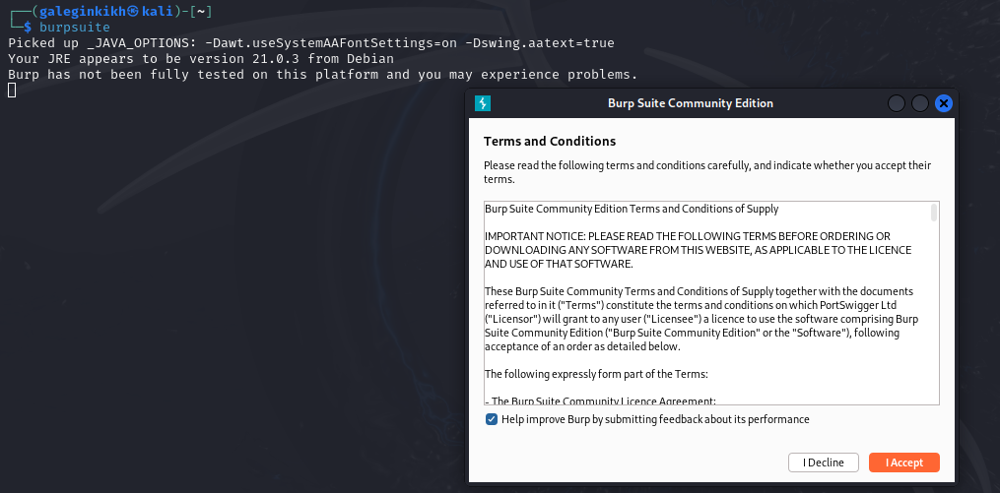 ┌──(galeginkikh㉿kali)-[~]
└─$ burpsuite
Picked up _JAVA_OPTIONS: -Dawt.useSystemAAFontSettings=on -Dswing.aatext=true
Your JRE appears to be version 21.0.3 from Debian
Burp has not been fully tested on this platform and you may experience problems.
Burp Suite Community Edition
Terms and Conditions
Please read the following terms and conditions carefully, and indicate whether you accept their
terms.
Burp Suite Community Edition Terms and Conditions of Supply
IMPORTANT NOTICE: PLEASE READ THE FOLLOWING TERMS BEFORE ORDERING OR
DOWNLOADING ANY SOFTWARE FROM THIS WEBSITE, AS APPLICABLE TO THE LICENCE
AND USE OF THAT SOFTWARE.
These Burp Suite Community Terms and Conditions of Supply together with the documents
referred to in it ("Terms") constitute the terms and conditions on which PortSwigger Ltd
("Licensor") will grant to any user ("Licensee") a licence to use the software comprising Burp
Suite Community Edition ("Burp Suite Community Edition" or the "Software"), following
acceptance of an order as detailed below.
The following expressly form part of the Terms:
- The Burp Suite Community Licence Agreement;
Help improve Burp by submitting feedback about its performance
I Decline
I Accept